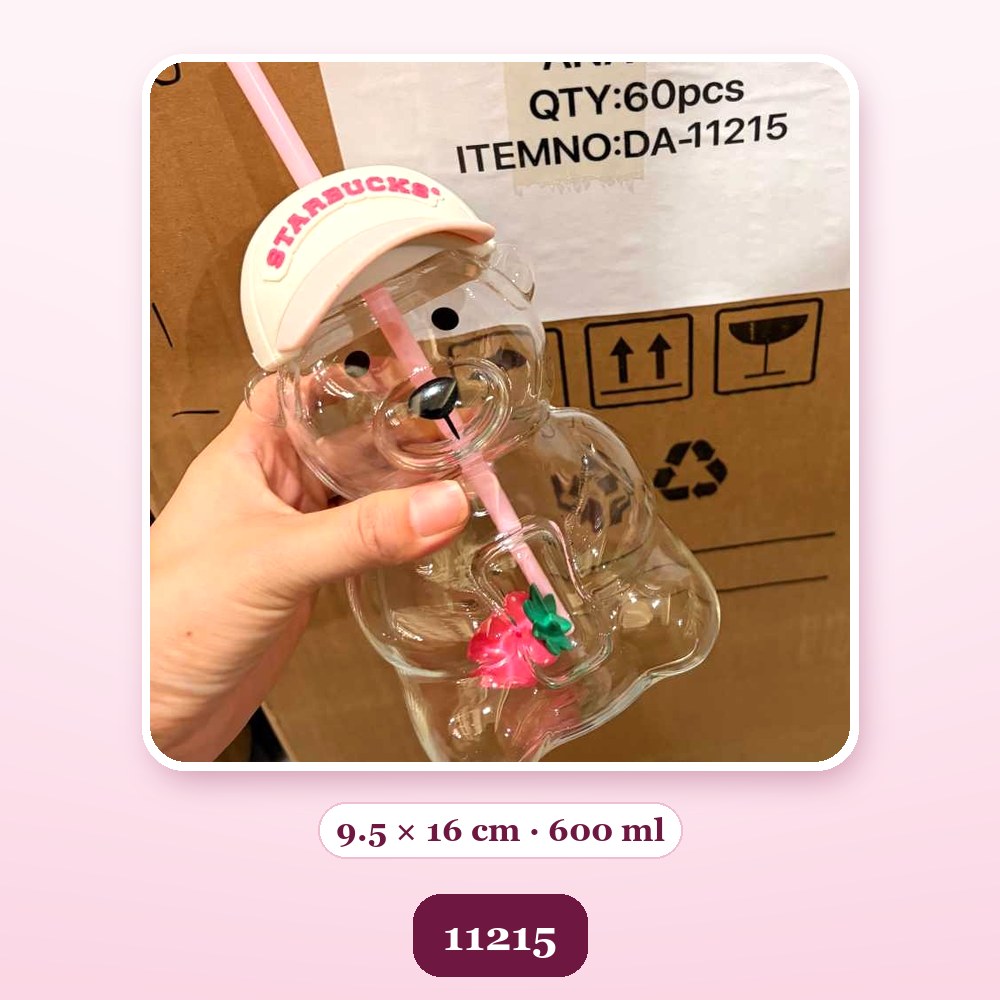 QTY:60pcs
ITEMNO:DA-11215
STARBUCKS
9.5 × 16 cm · 600 ml
11215